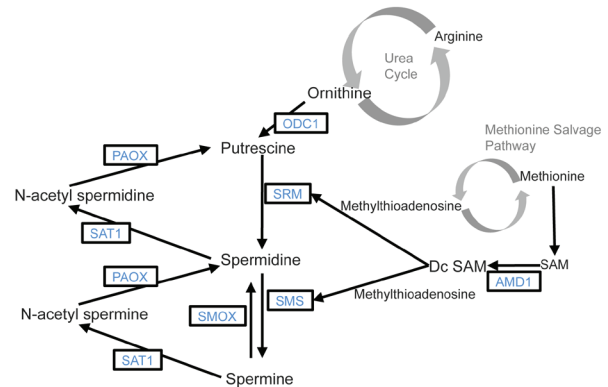 Arginine
Urea
Cycle
Ornithine
ODC1
Methionine Salvage
Pathway
PAOX
Putrescine
Methionine
N-acetyl spermidine
SRM
Methylthioadenosine
SAT1
Spermidine
Dc SAM
SAM
PAOX
AMD1
Methylthioadenosine
SMS
N-acetyl spermine
SMOX
SAT1
Spermine